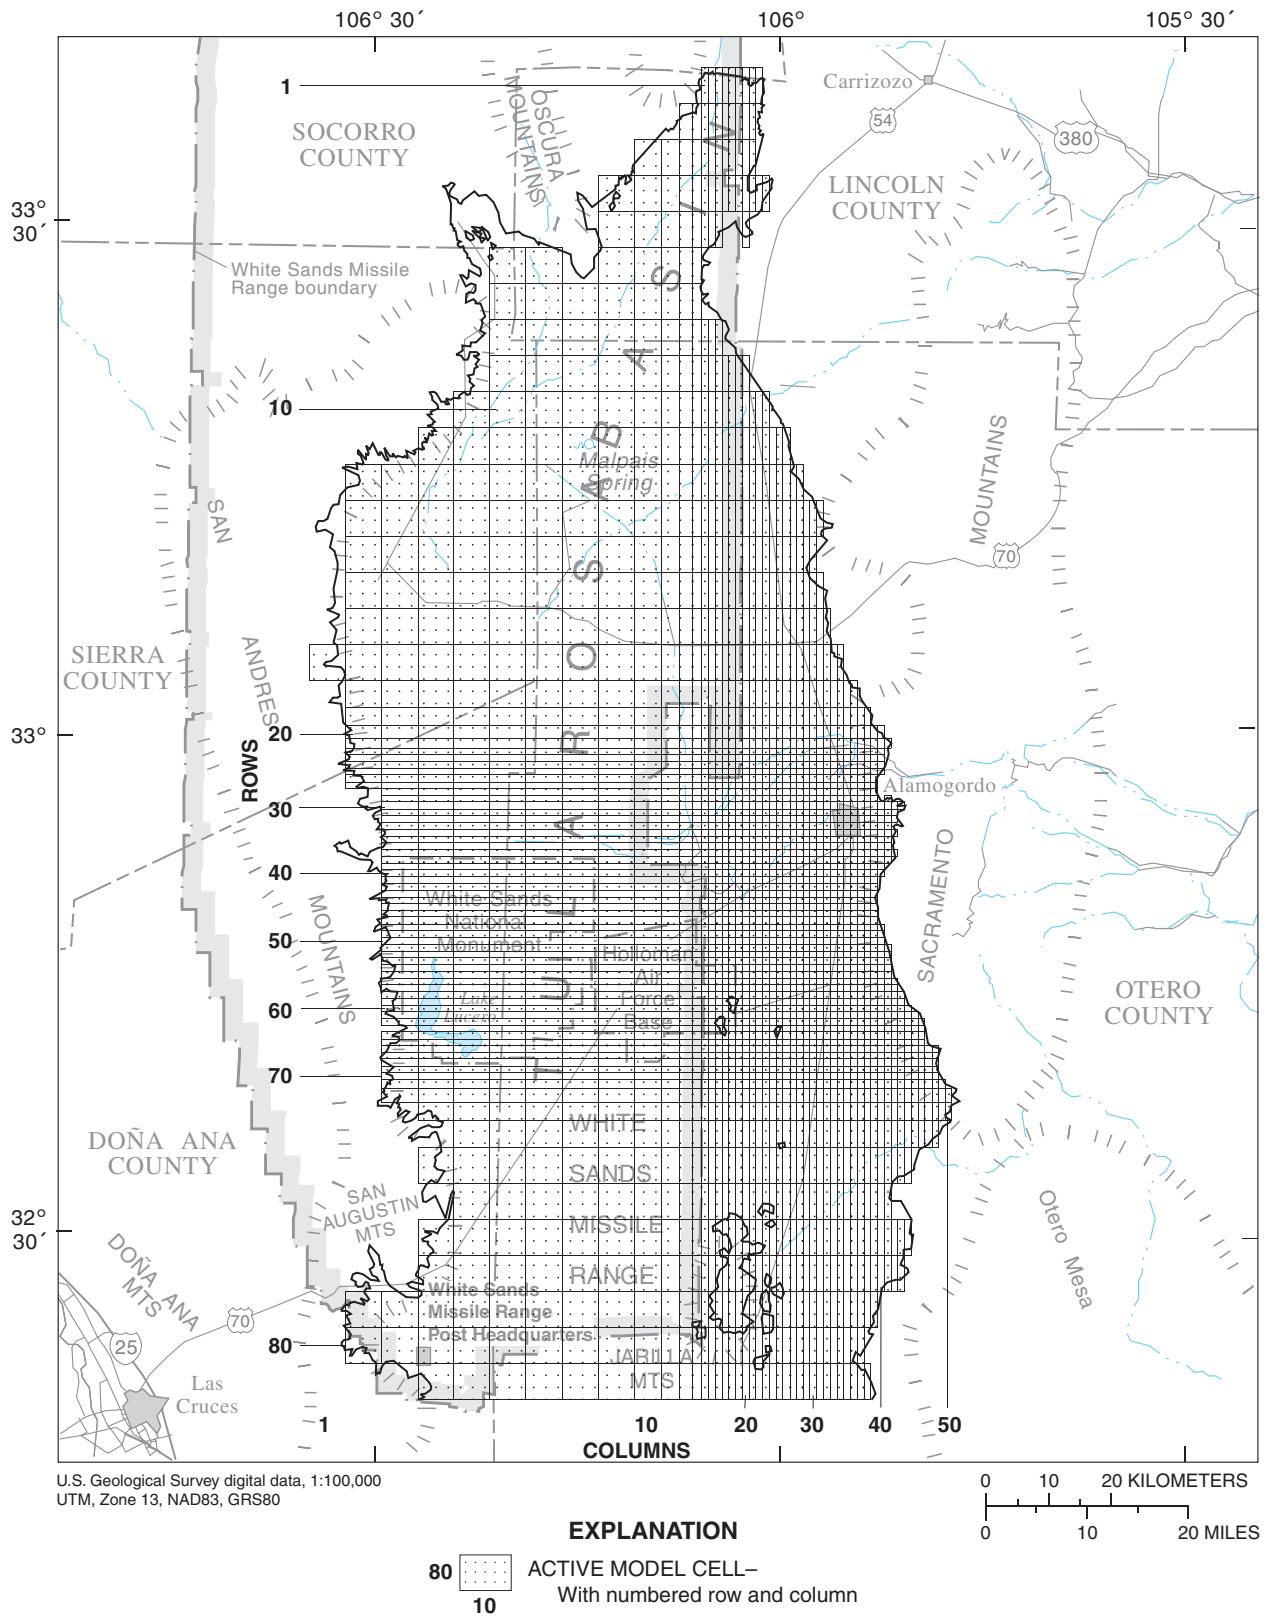 106° 30´
106°
105° 30´
1
Carrizozo
54
380
SOCORRO
COUNTY
OSCURA
MOUNTAINS
LINCOLN
COUNTY
33°
30´
White Sands Missile
Range boundary
10
TULAROSA BASIN
Malpais
Spring
MOUNTAINS
70
SAN
ANDRES
MOUNTAINS
SIERRA
COUNTY
33°
ROWS
20
30
40
50
60
70
Alamogordo
SACRAMENTO
White Sands
National
Monument
Holloman
Air
Force
Base
Lake
Lucero
OTERO
COUNTY
DOÑA ANA
COUNTY
WHITE
SANDS
MISSILE
RANGE
SAN
AUGUSTIN
MTS
Otero Mesa
32°
30´
DOÑA ANA
MTS
70
25
White Sands
Missile Range
Post Headquarters
80
JARILLA
MTS
Las
Cruces
1
10
20
30
40
50
COLUMNS
U.S. Geological Survey digital data, 1:100,000
UTM, Zone 13, NAD83, GRS80
0 10 20 KILOMETERS
0 10 20 MILES
EXPLANATION
80
ACTIVE MODEL CELL–
With numbered row and column
10